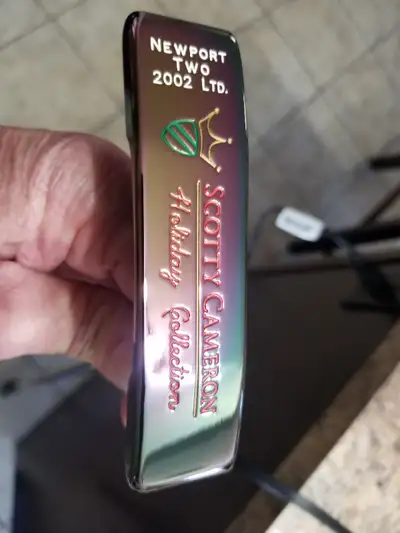 NEWPORT
TWO
2002 LTD.
SCOTTY CAMERON
Holiday Collection